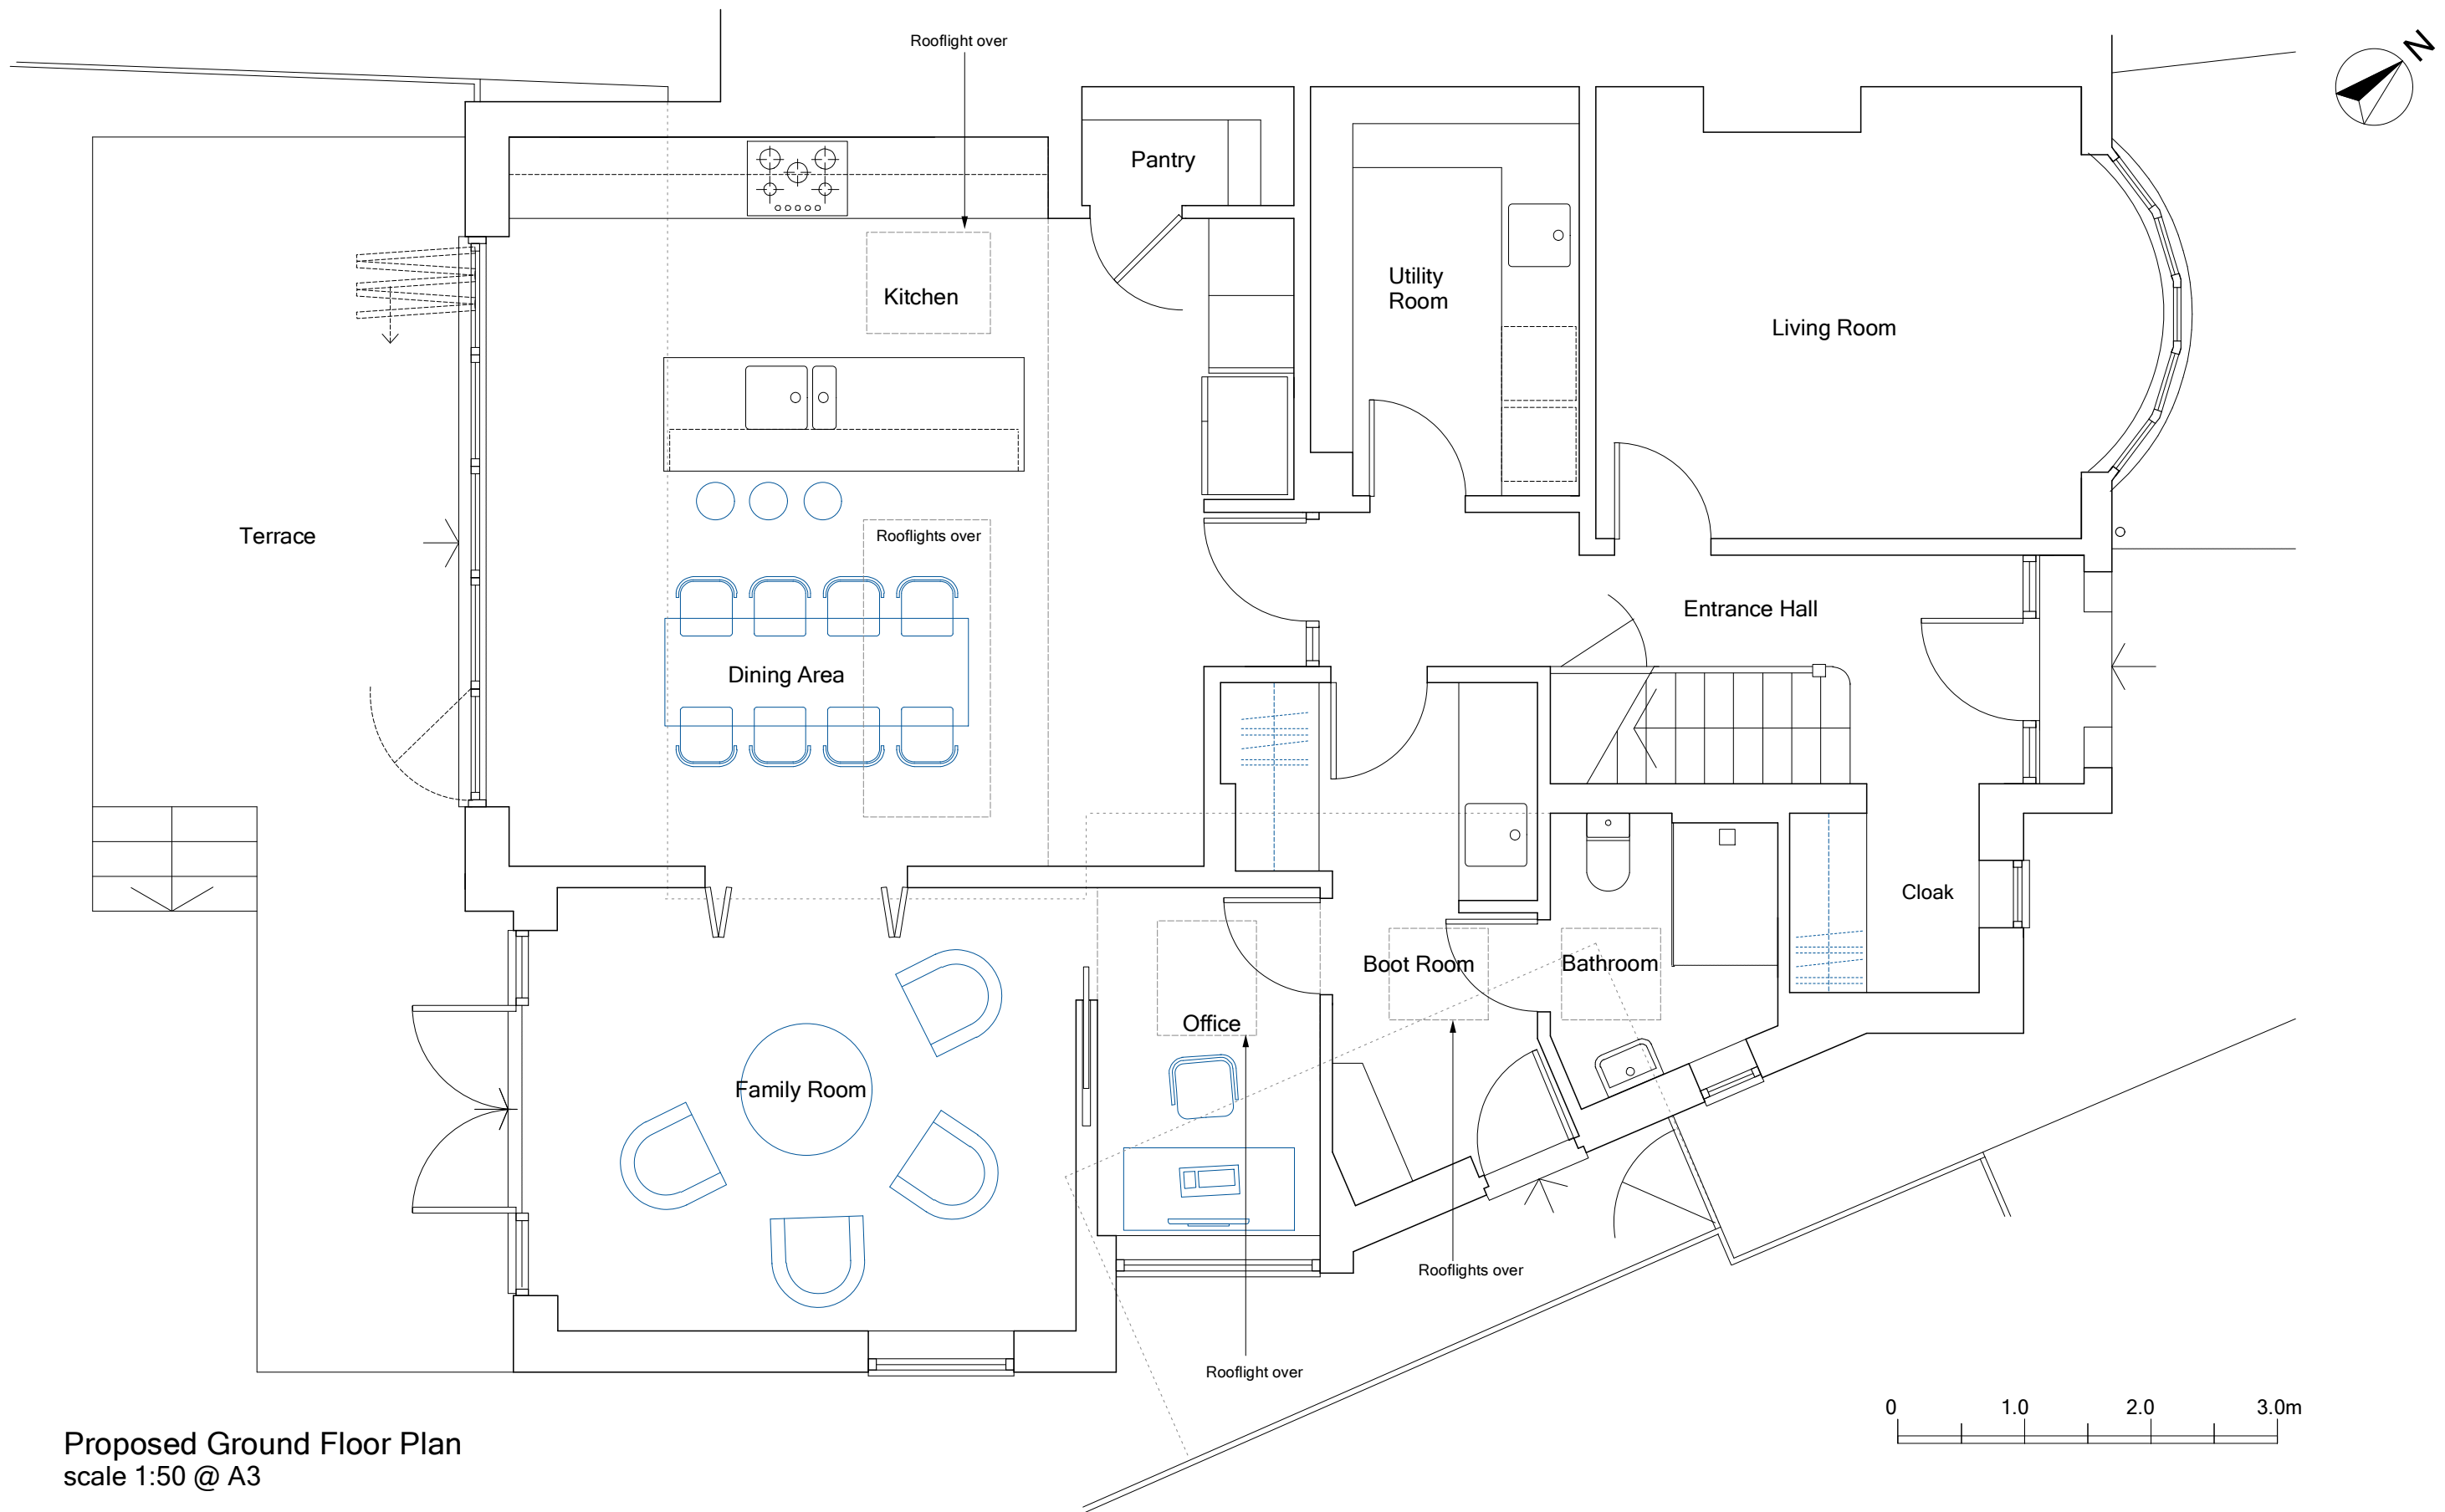 Rooflight over
N
Pantry
Kitchen
Utility
Room
Living Room
Terrace
Rooflights over
Entrance Hall
Dining Area
Cloak
Boot Room
Bathroom
Office
Family Room
Rooflights over
Rooflight over
0 1.0 2.0 3.0m
Proposed Ground Floor Plan
scale 1:50 @ A3